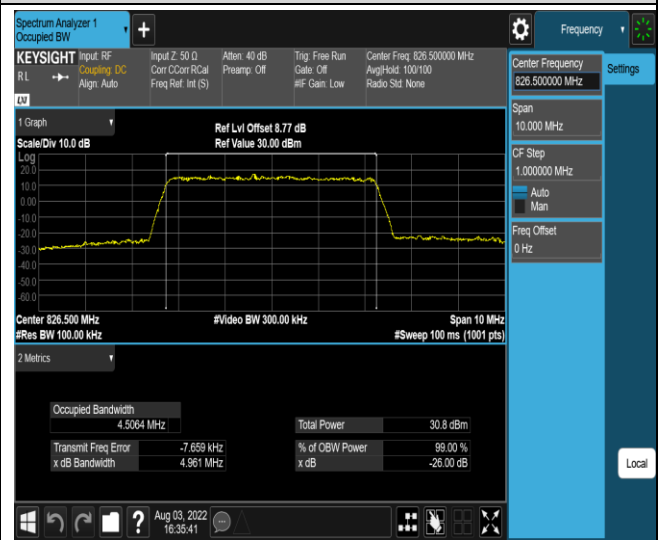 Spectrum Analyzer 1
Occupied BW
+
Frequency
KEYSIGHT
R L
LXI
Input: RF
Coupling: DC
Align: Auto
Input Z: 50 Ω
Corr CCorr RCal
Freq Ref: Int (S)
Atten: 40 dB
Preamp: Off
Trig: Free Run
Gate: Off
#IF Gain: Low
Center Freq: 826.500000 MHz
Avg|Hold: 100/100
Radio Std: None
Center Frequency
826.500000 MHz
Settings
Span
10.000 MHz
CF Step
1.000000 MHz
Auto
Man
Freq Offset
0 Hz
Local
1 Graph
Scale/Div 10.0 dB
Ref Lvl Offset 8.77 dB
Ref Value 30.00 dBm
Log
20.0
10.0
0.00
-10.0
-20.0
-30.0
-40.0
-50.0
-60.0
Center 826.500 MHz
#Res BW 100.00 kHz
#Video BW 300.00 kHz
Span 10 MHz
#Sweep 100 ms (1001 pts)
2 Metrics
Occupied Bandwidth
4.5064 MHz
Transmit Freq Error -7.659 kHz
x dB Bandwidth 4.961 MHz
Total Power 30.8 dBm
% of OBW Power 99.00 %
x dB -26.00 dB
?
Aug 03, 2022
16:35:41